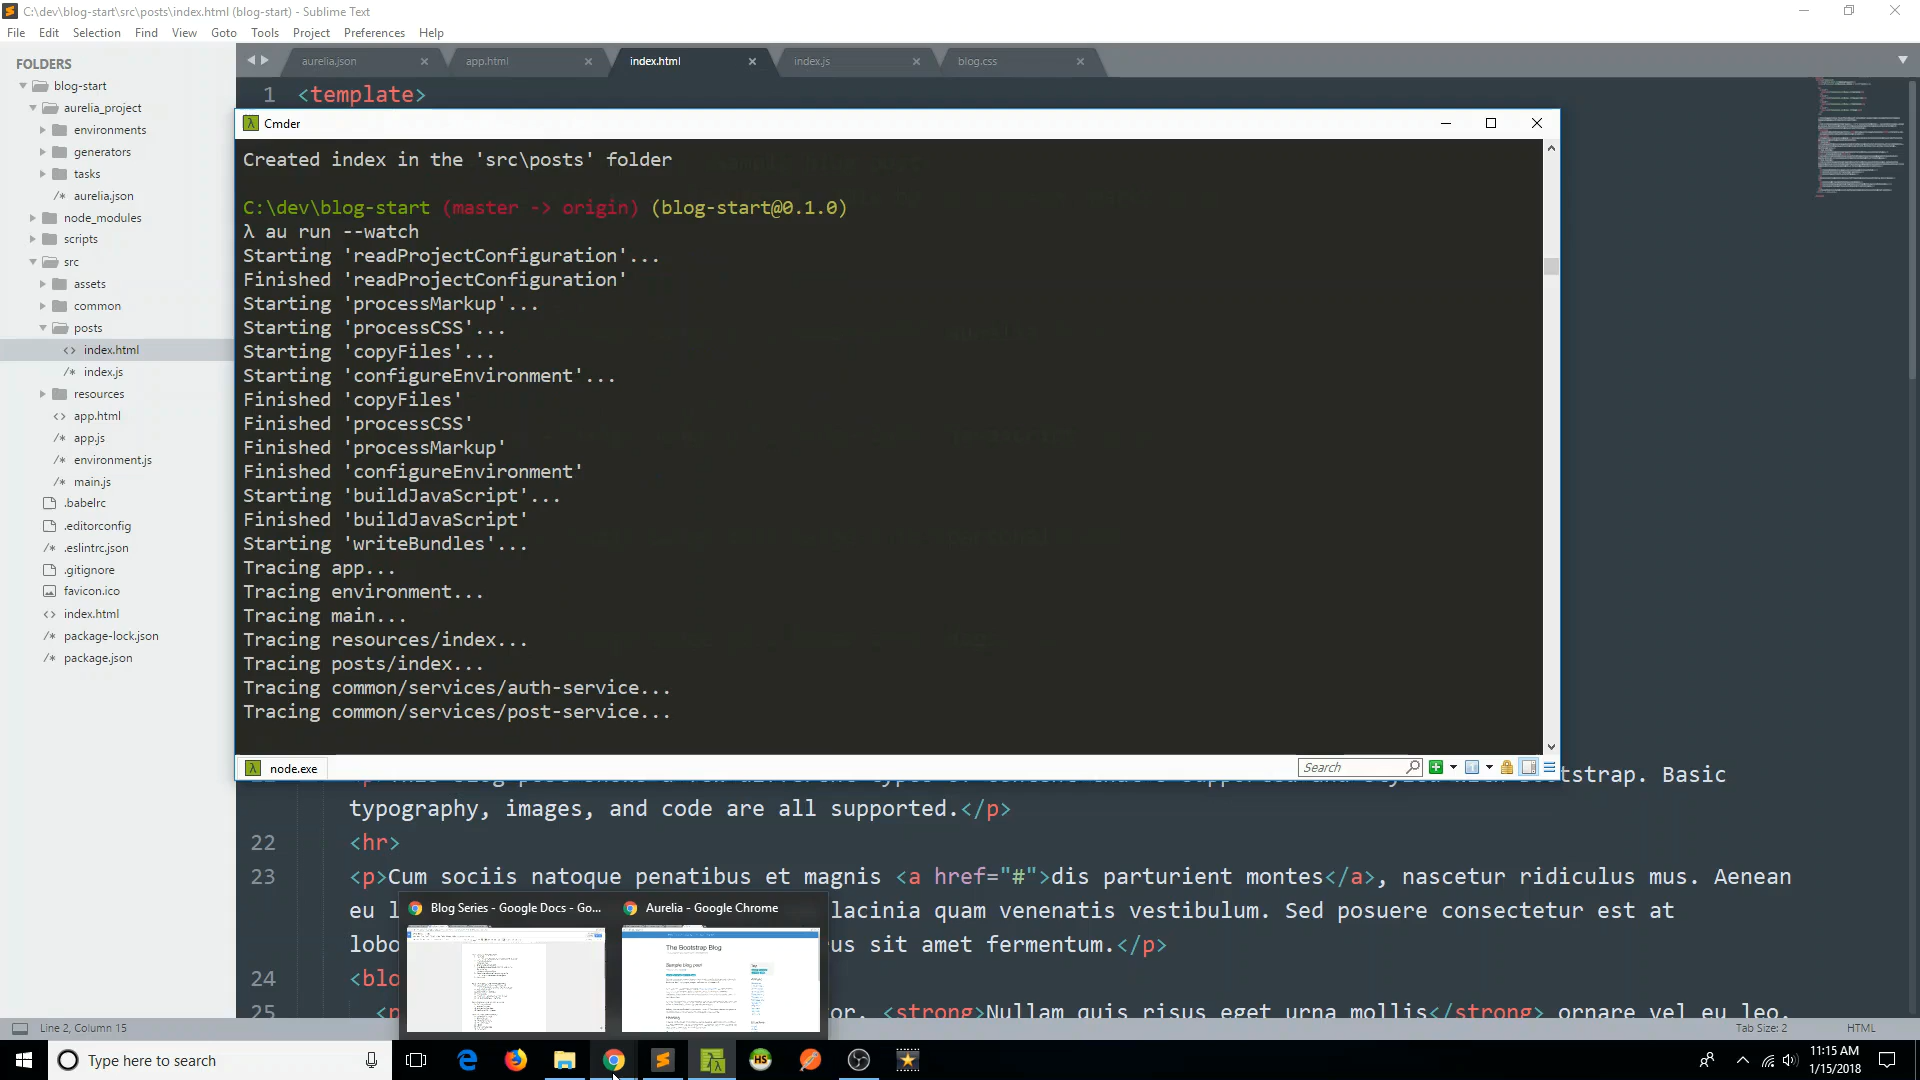 C:\dev\blog-start\src\posts\index.html (blog-start) - Sublime Text
File Edit Selection Find View Goto Tools Project Preferences Help
FOLDERS
blog-start
aurelia_project
environments
generators
tasks
aurelia.json
node_modules
scripts
src
assets
common
posts
index.html
index.js
resources
app.html
app.js
environment.js
main.js
.babelrc
.editorconfig
.eslintrc.json
.gitignore
favicon.ico
index.html
package-lock.json
package.json
aurelia.json app.html index.html index.js blog.css
1 <template>
Cmder
Created index in the 'src\posts' folder
C:\dev\blog-start (master -> origin) (blog-start@0.1.0)
λ au run --watch
Starting 'readProjectConfiguration'...
Finished 'readProjectConfiguration'
Starting 'processMarkup'...
Starting 'processCSS'...
Starting 'copyFiles'...
Starting 'configureEnvironment'...
Finished 'copyFiles'
Finished 'processCSS'
Finished 'processMarkup'
Finished 'configureEnvironment'
Starting 'buildJavaScript'...
Finished 'buildJavaScript'
Starting 'writeBundles'...
Tracing app...
Tracing environment...
Tracing main...
Tracing resources/index...
Tracing posts/index...
Tracing common/services/auth-service...
Tracing common/services/post-service...
node.exe
Search
tstrap. Basic
typography, images, and code are all supported.</p>
22 <hr>
23 <p>Cum sociis natoque penatibus et magnis <a href="#">dis parturient montes</a>, nascetur ridiculus mus. Aenean
eu l lacinia quam venenatis vestibulum. Sed posuere consectetur est at
lobo us sit amet fermentum.</p>
24 <blo
25 or. <strong>Nullam quis risus eget urna mollis</strong> ornare vel eu leo.
Blog Series - Google Docs - Go...
Aurelia - Google Chrome
The Bootstrap Blog
Sample blog post
Line 2, Column 15
Tab Size: 2
HTML
Type here to search
HS
11:15 AM
1/15/2018